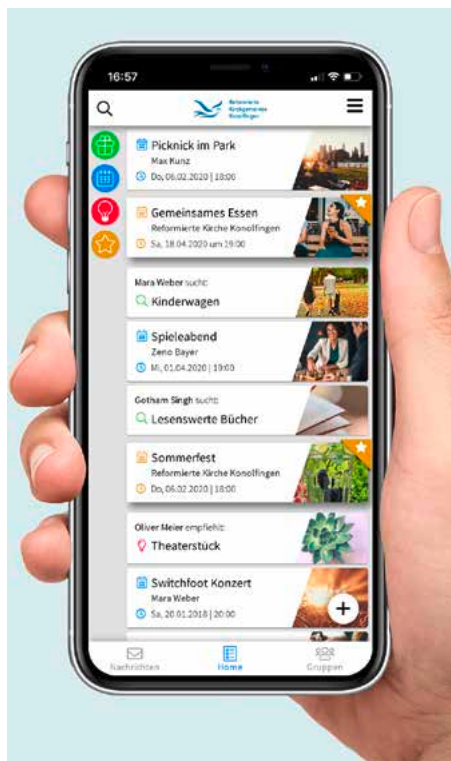 16:57
Reformierte
Kirchgemeinde
Konolfingen
Picknick im Park
Max Kunz
Do, 06.02.2020 | 18:00
Gemeinsames Essen
Reformierte Kirche Konolfingen
Sa, 18.04.2020 um 19:00
Mara Weber sucht:
Kinderwagen
Spieleabend
Zeno Bayer
Mi, 01.04.2020 | 19:00
Gotham Singh sucht:
Lesenswerte Bücher
Sommerfest
Reformierte Kirche Konolfingen
Do, 06.02.2020 | 18:00
Oliver Meier empfiehlt:
Theaterstück
Switchfoot Konzert
Mara Weber
Sa, 20.01.2018 | 20:00
+
Nachrichten Home Gruppen